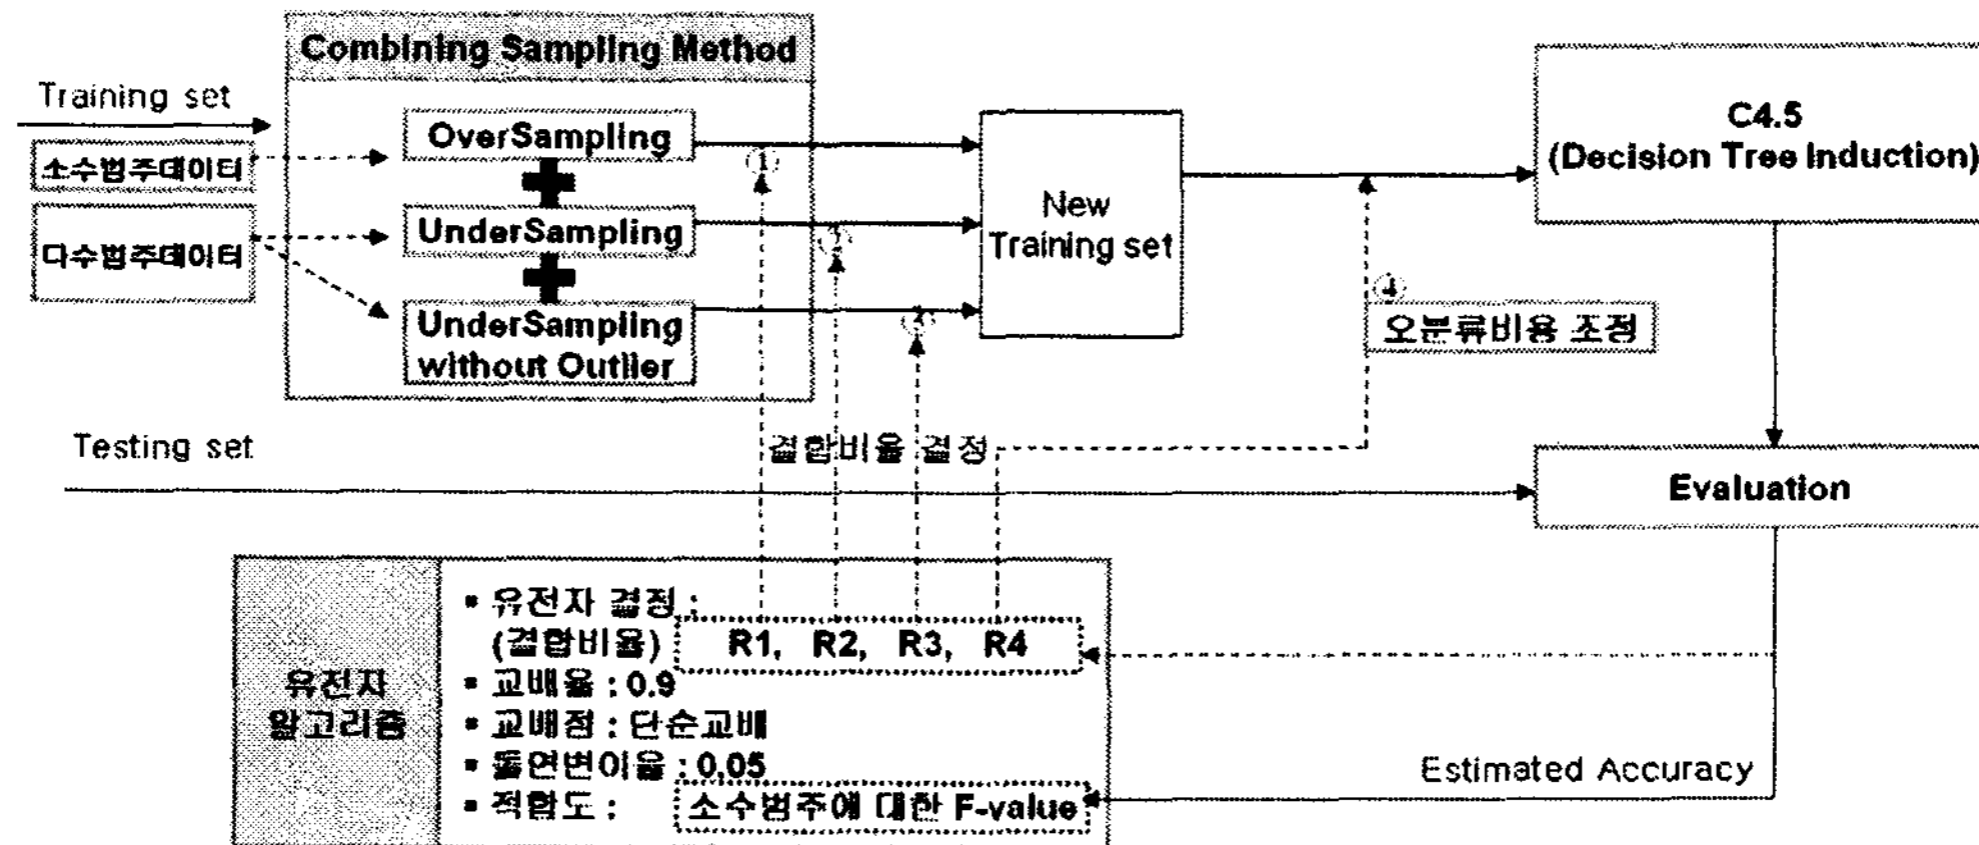 Combining Sampling Method
Training set
소수범주데이터
다수범주데이터
OverSampling
UnderSampling
UnderSampling
without Outlier
①
②
New
Training set
C4.5
(Decision Tree Induction)
④
오분류비용 조정
Testing set
결합비율 결정
Evaluation
유전자
알고리즘
▪ 유전자 결정 :
(결합비율)
R1, R2, R3, R4
▪ 교배율 : 0.9
▪ 교배점 : 단순교배
▪ 돌연변이율 : 0.05
▪ 적합도 :
소수범주에 대한 F-value
Estimated Accuracy